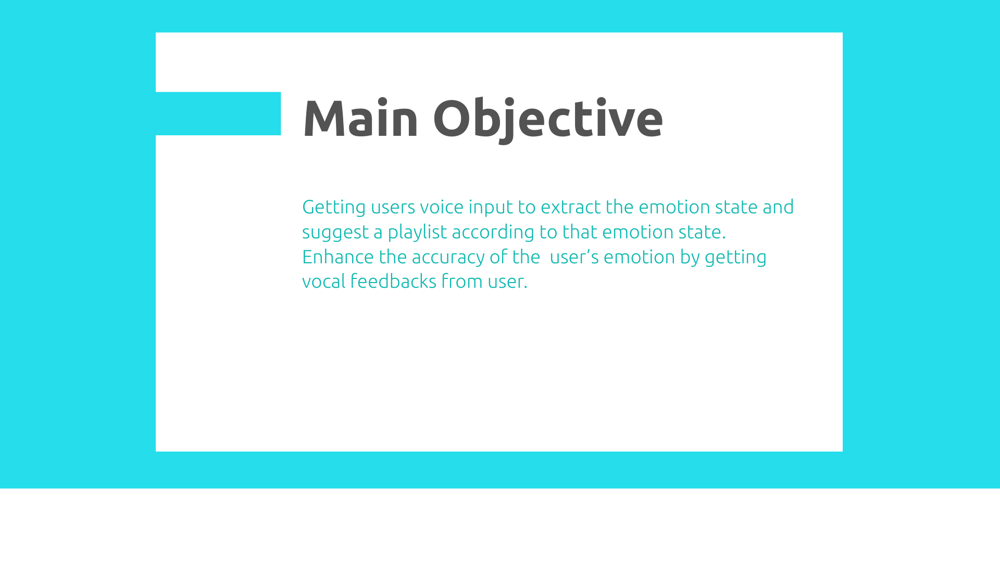 Main Objective
Getting users voice input to extract the emotion state and
suggest a playlist according to that emotion state.
Enhance the accuracy of the  user’s emotion by getting
vocal feedbacks from user.